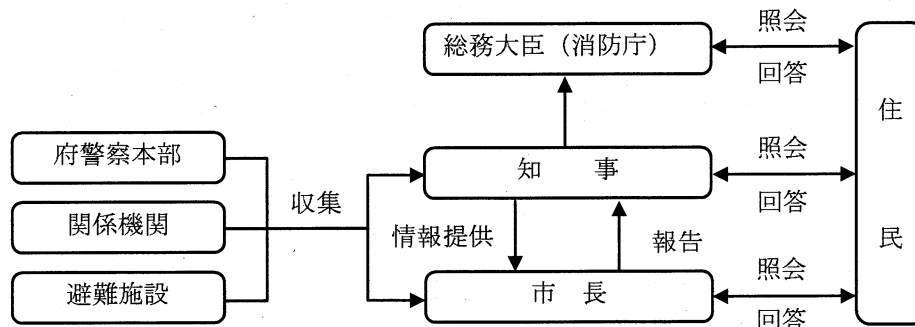 総務大臣（消防庁）
照会
回答
住民
府警察本部
関係機関
避難施設
収集
知　事
照会
回答
情報提供
報告
市　長
照会
回答